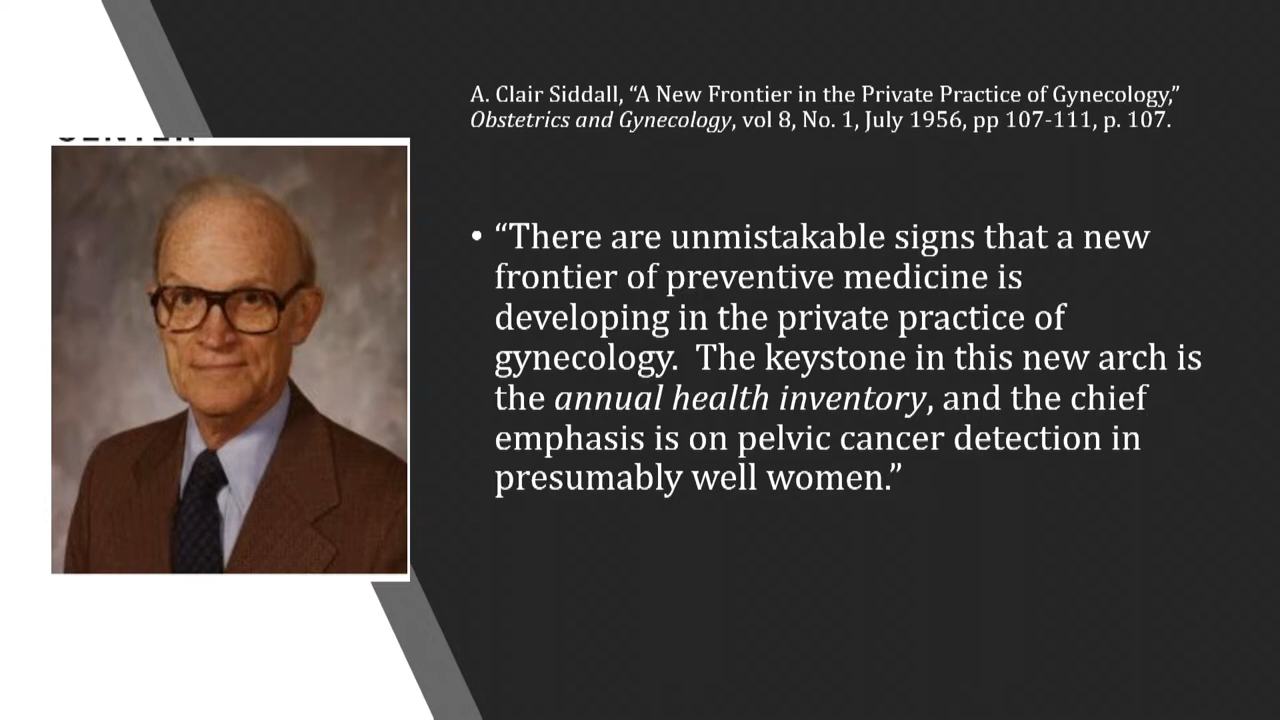 A. Clair Siddall, “A New Frontier in the Private Practice of Gynecology,”
Obstetrics and Gynecology, vol 8, No. 1, July 1956, pp 107-111, p. 107.
• “There are unmistakable signs that a new
frontier of preventive medicine is
developing in the private practice of
gynecology.  The keystone in this new arch is
the annual health inventory, and the chief
emphasis is on pelvic cancer detection in
presumably well women.”